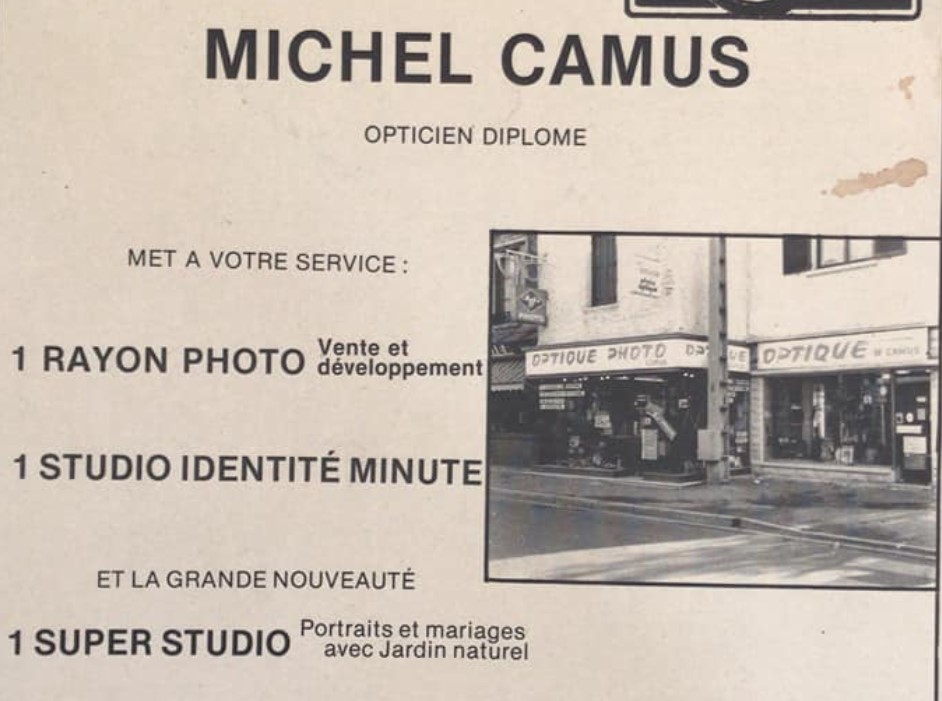 MICHEL CAMUS
OPTICIEN DIPLOME
MET A VOTRE SERVICE :
1 RAYON PHOTO Vente et développement
1 STUDIO IDENTITÉ MINUTE
ET LA GRANDE NOUVEAUTÉ
1 SUPER STUDIO Portraits et mariages
avec Jardin naturel
OPTIQUE PHOTO
OPTIQUE M CAMUS